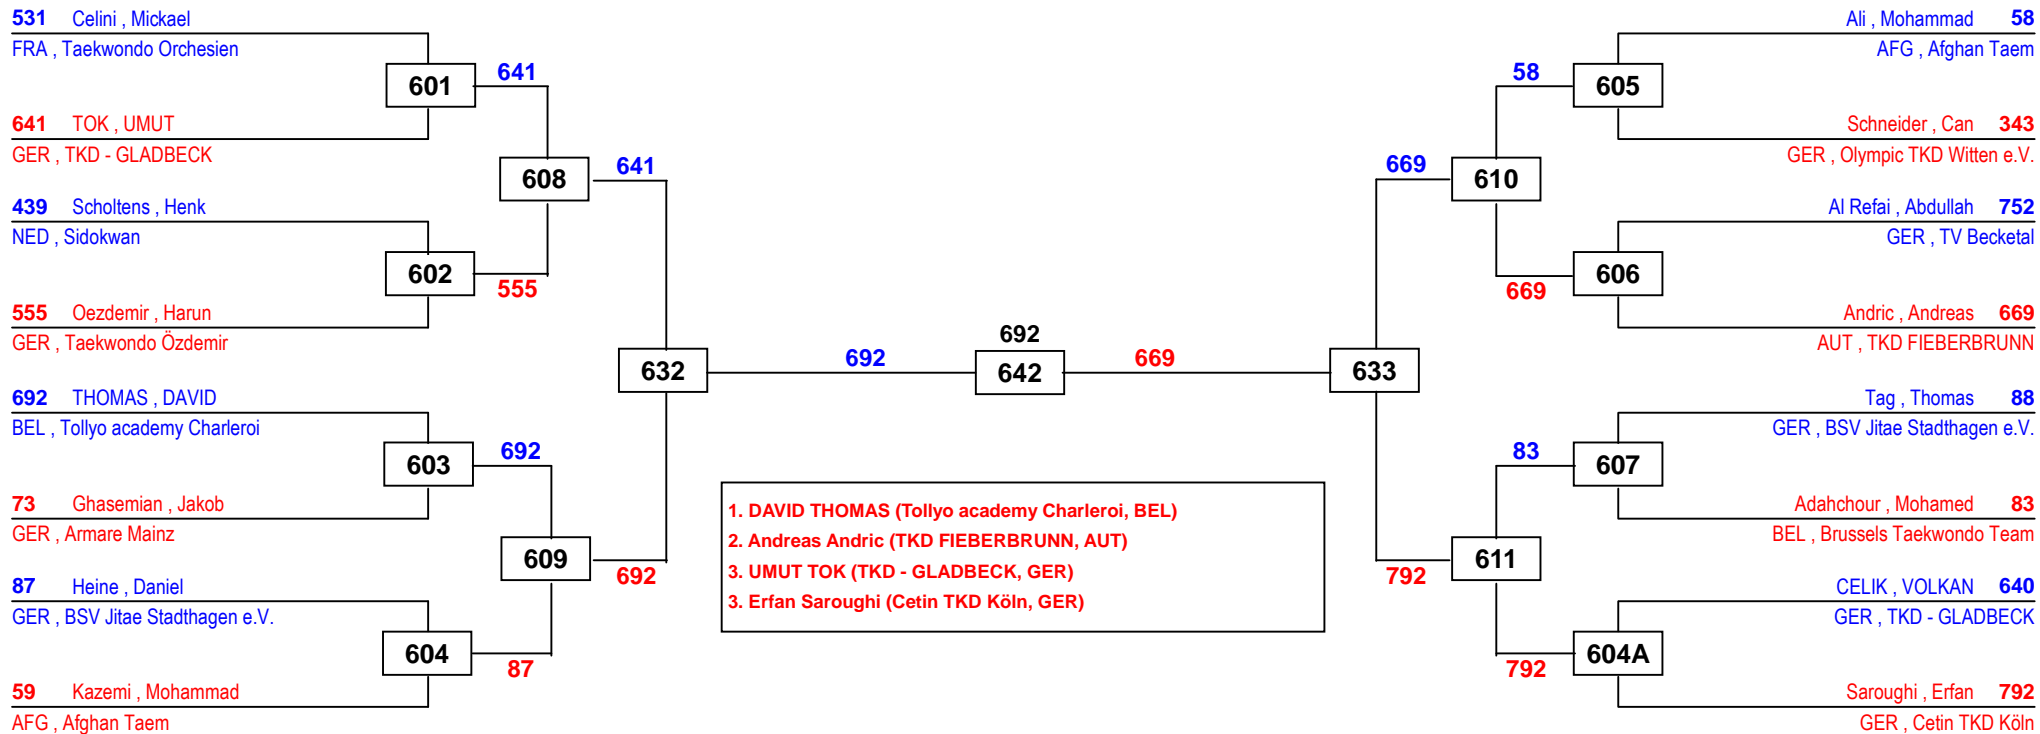 531 Celini , Mickael
FRA , Taekwondo Orchesien
601
641
641 TOK , UMUT
GER , TKD - GLADBECK
608
641
439 Scholtens , Henk
NED , Sidokwan
602
555
555 Oezdemir , Harun
GER , Taekwondo Özdemir
632
692
692 THOMAS , DAVID
BEL , Tollyo academy Charleroi
603
692
73 Ghasemian , Jakob
GER , Armare Mainz
609
692
87 Heine , Daniel
GER , BSV Jitae Stadthagen e.V.
604
87
59 Kazemi , Mohammad
AFG , Afghan Taem
692
642
669
633
1. DAVID THOMAS (Tollyo academy Charleroi, BEL)
2. Andreas Andric (TKD FIEBERBRUNN, AUT)
3. UMUT TOK (TKD - GLADBECK, GER)
3. Erfan Saroughi (Cetin TKD Köln, GER)
Ali , Mohammad 58
AFG , Afghan Taem
58
605
Schneider , Can 343
GER , Olympic TKD Witten e.V.
669
610
Al Refai , Abdullah 752
GER , TV Becketal
669
606
Andric , Andreas 669
AUT , TKD FIEBERBRUNN
Tag , Thomas 88
GER , BSV Jitae Stadthagen e.V.
83
607
Adahchour , Mohamed 83
BEL , Brussels Taekwondo Team
792
611
CELIK , VOLKAN 640
GER , TKD - GLADBECK
792
604A
Saroughi , Erfan 792
GER , Cetin TKD Köln